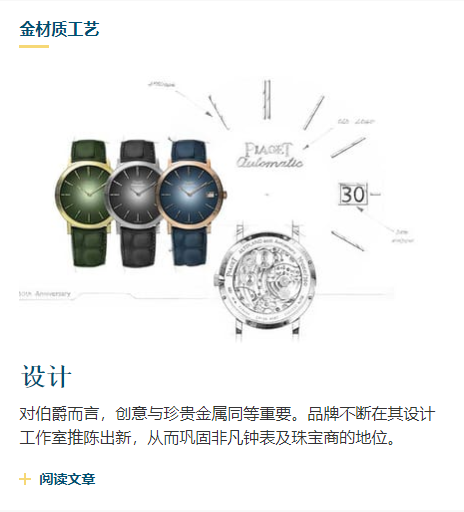 金材质工艺
PIAGET
Automatic
30
60th Anniversary
设计
对伯爵而言，创意与珍贵金属同等重要。品牌不断在其设计
工作室推陈出新，从而巩固非凡钟表及珠宝商的地位。
阅读文章